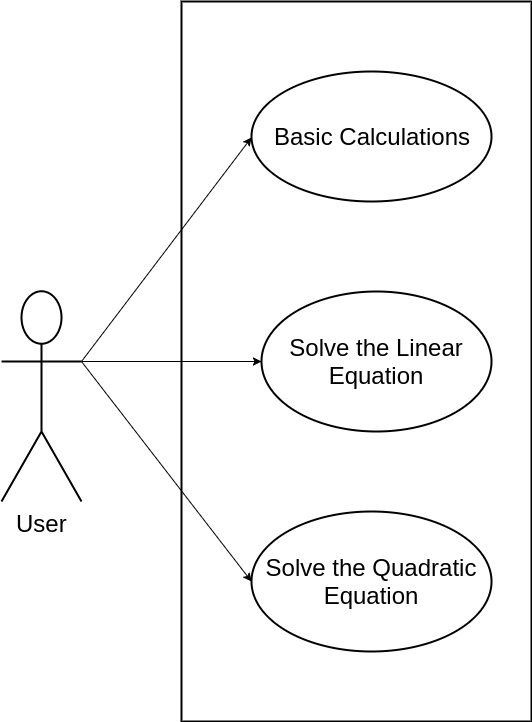 Basic Calculations
Solve the Linear
Equation
User
Solve the Quadratic
Equation